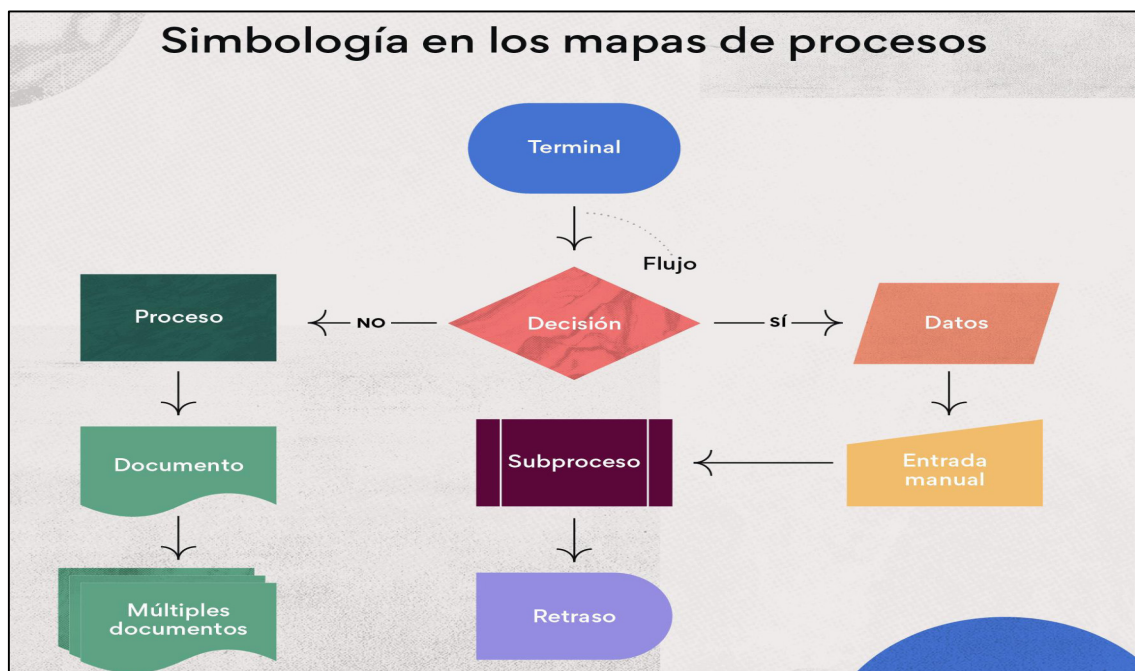 Simbología en los mapas de procesos
Terminal
Flujo
Proceso
NO
Decisión
SÍ
Datos
Documento
Subproceso
Entrada
manual
Múltiples
documentos
Retraso